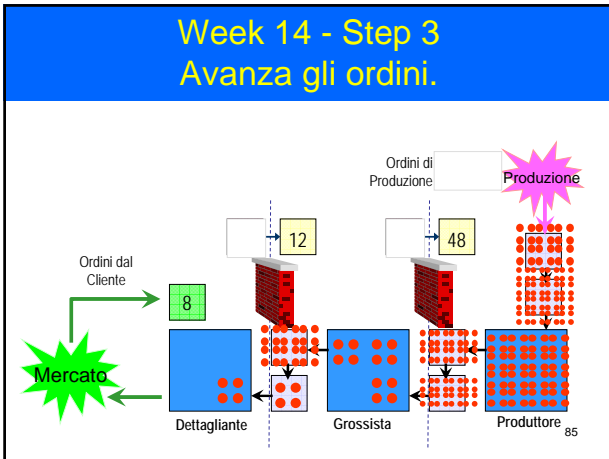 Week 14 - Step 3
Avanza gli ordini.
Ordini di
Produzione
Produzione
12
48
Ordini dal
Cliente
8
Mercato
Dettagliante
Grossista
Produttore
85